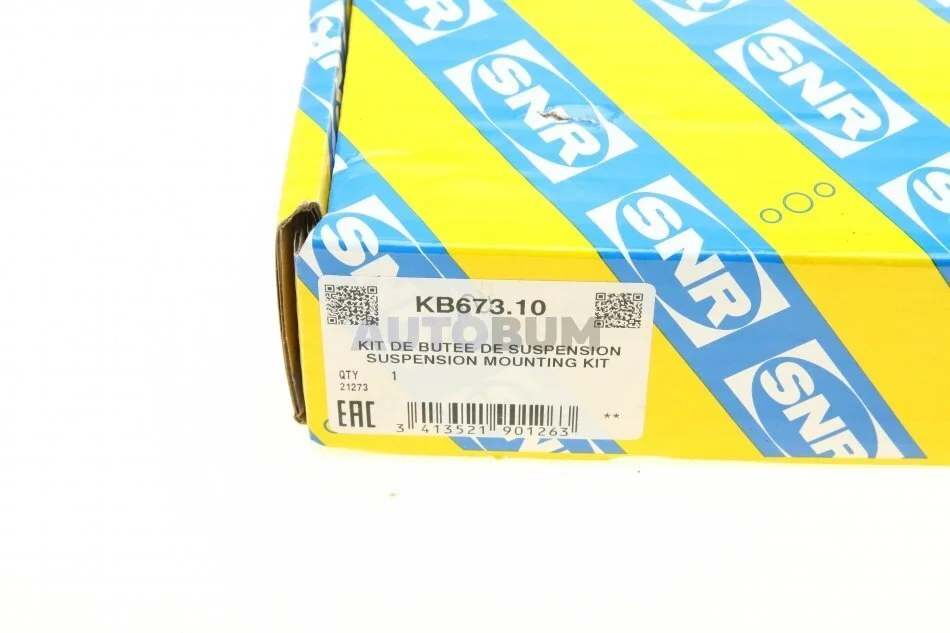 SNR
SNR
SNR
SNR
SNR
SNR
KB673.10
AUTOBUM
KIT DE BUTEE DE SUSPENSION
SUSPENSION MOUNTING KIT
QTY 1
21273
EAC
**
3 413521 901263